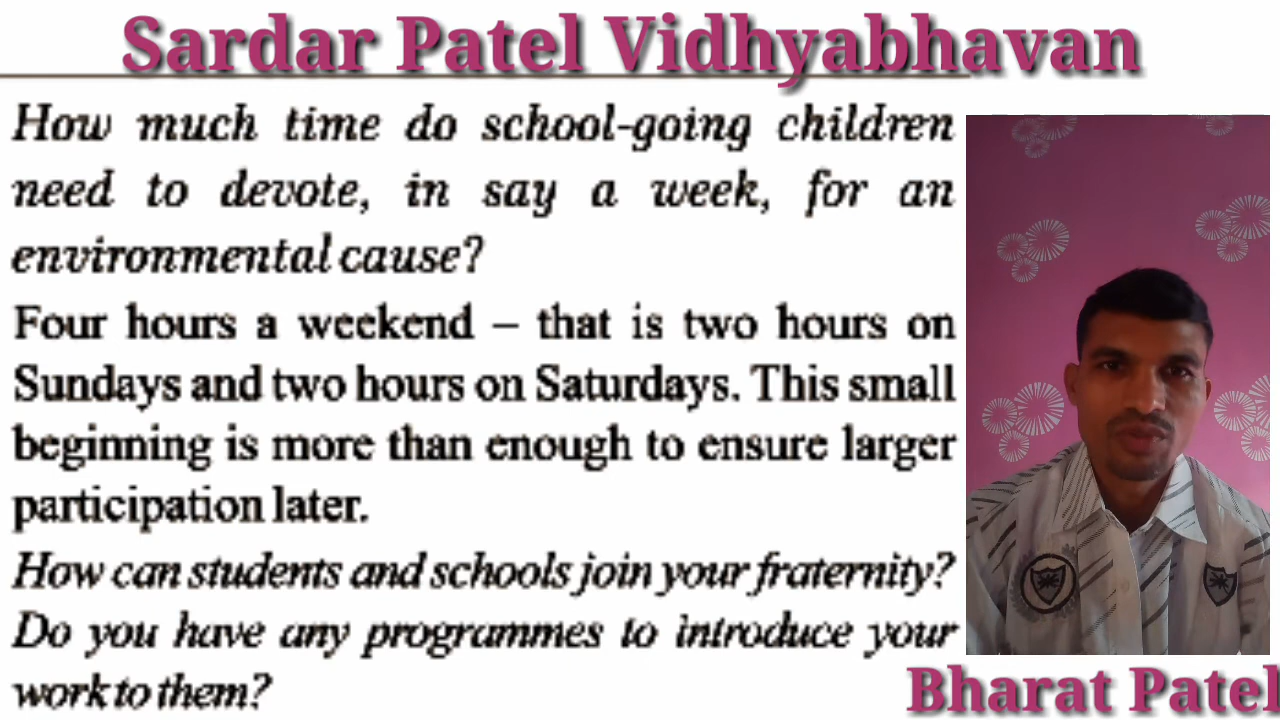 Sardar Patel Vidhyabhavan
How much time do school-going children
need to devote, in say a week, for an
environmental cause?
Four hours a weekend – that is two hours on
Sundays and two hours on Saturdays. This small
beginning is more than enough to ensure larger
participation later.
How can students and schools join your fraternity?
Do you have any programmes to introduce your
work to them?
Bharat Patel